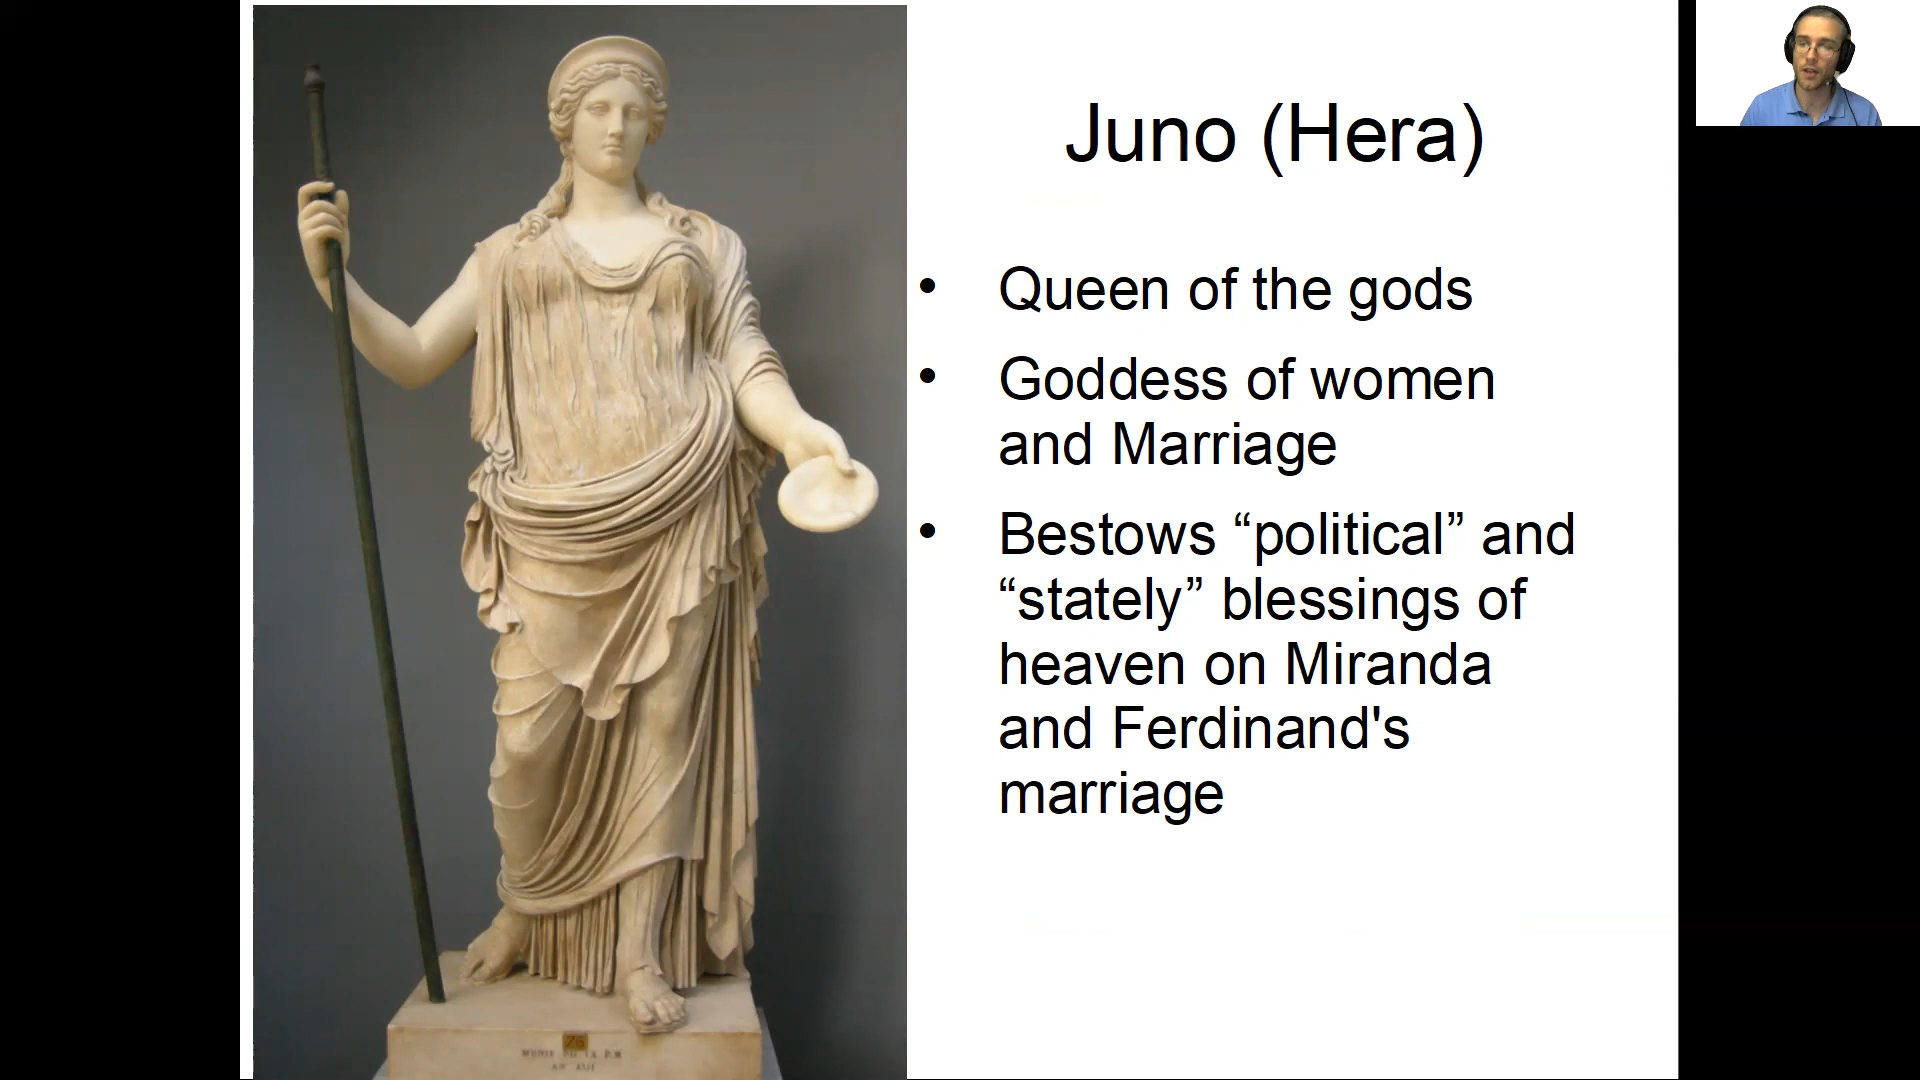 Juno (Hera)
• Queen of the gods
• Goddess of women
and Marriage
• Bestows “political” and
“stately” blessings of
heaven on Miranda
and Ferdinand's
marriage
26